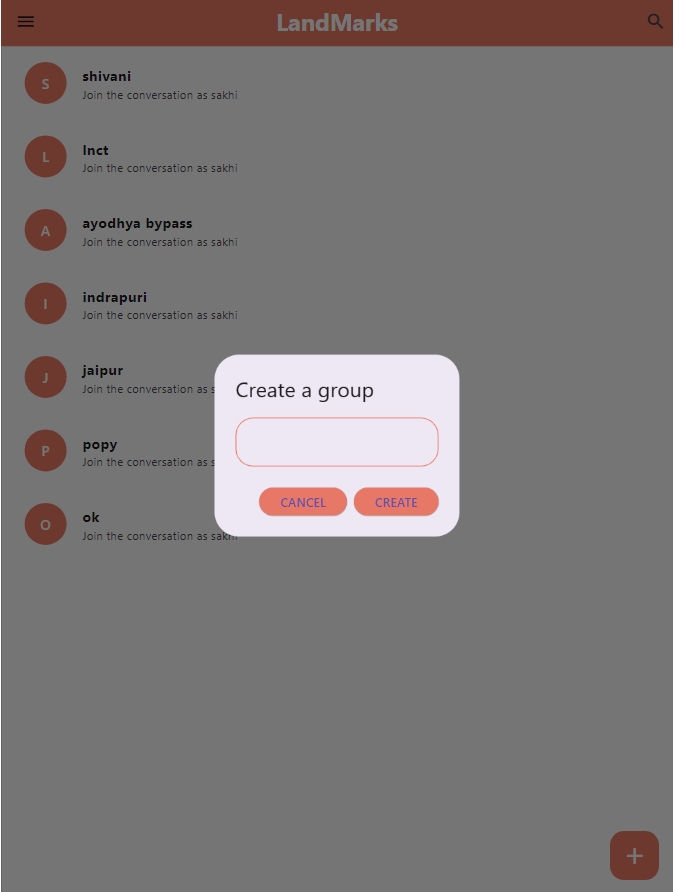 LandMarks
S
shivani
Join the conversation as sakhi
L
lnct
Join the conversation as sakhi
A
ayodhya bypass
Join the conversation as sakhi
I
indrapuri
Join the conversation as sakhi
J
jaipur
Join the conversation as s
P
popy
Join the conversation as s
O
ok
Join the conversation as sakhi
Create a group
CANCEL
CREATE
+